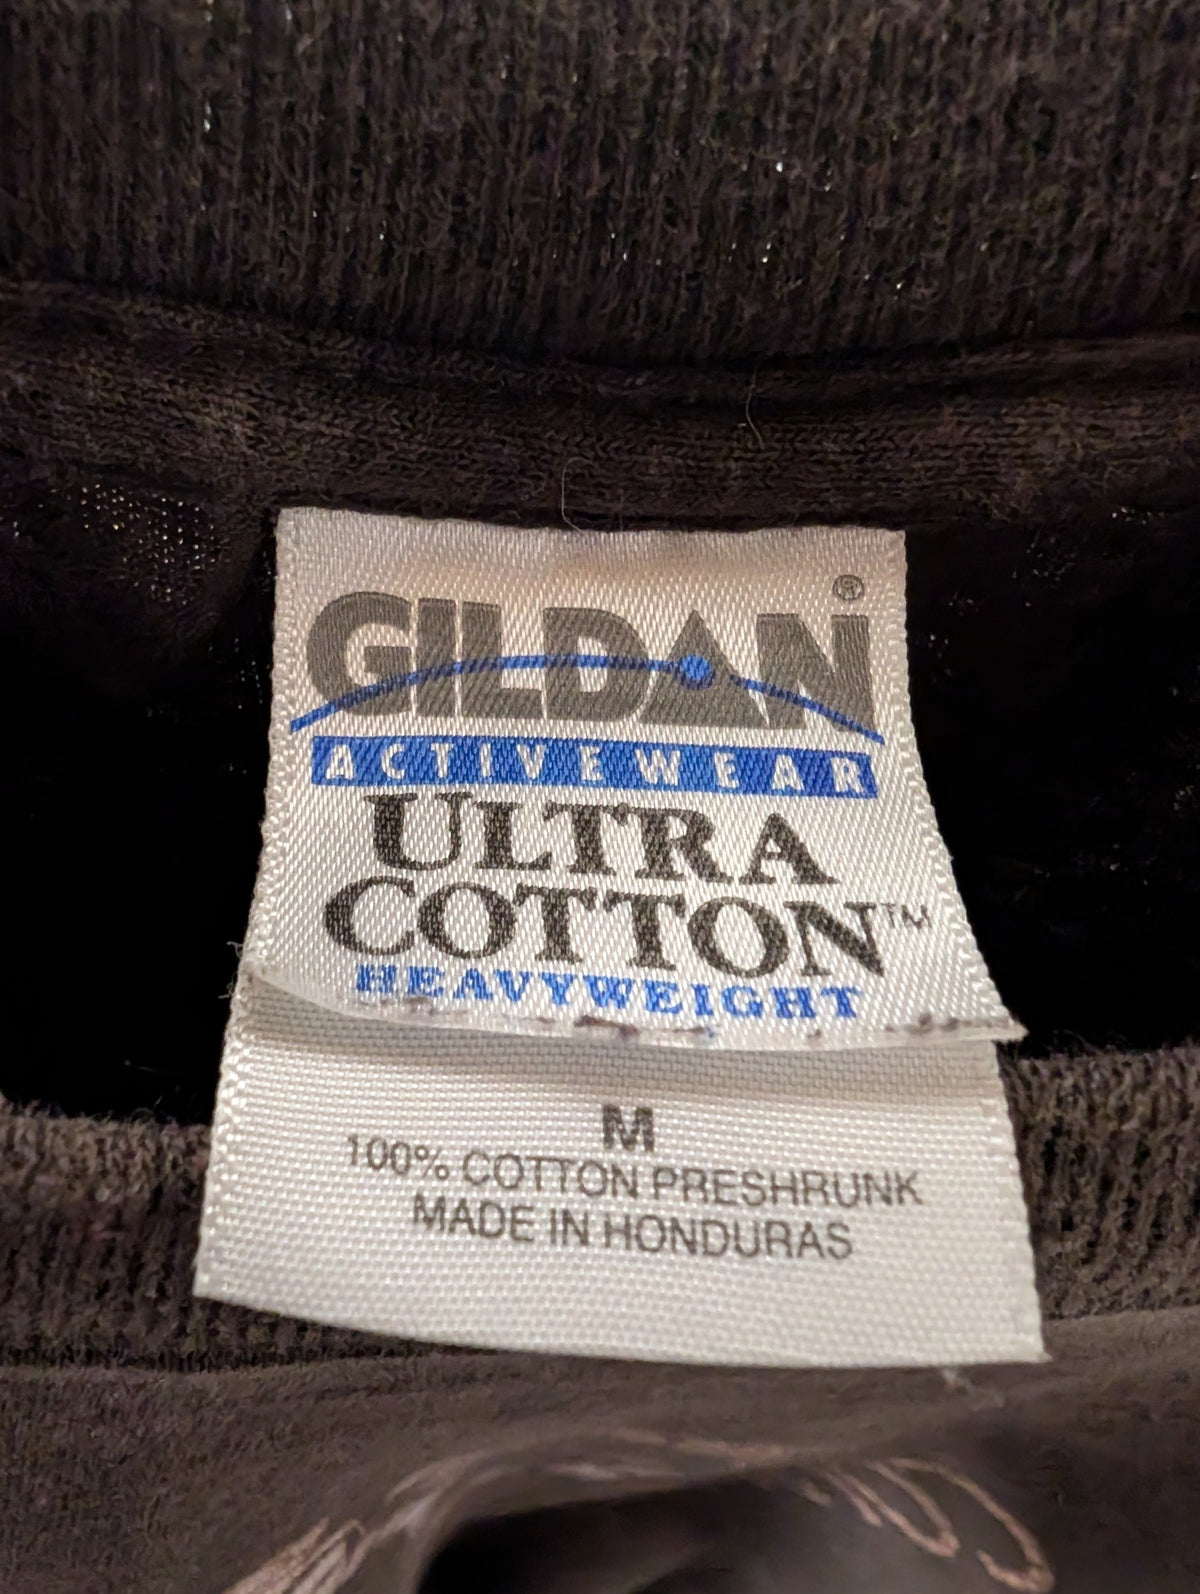 GILDAN®
ACTIVEWEAR
ULTRA
COTTON™
HEAVYWEIGHT
M
100% COTTON PRESHRUNK
MADE IN HONDURAS